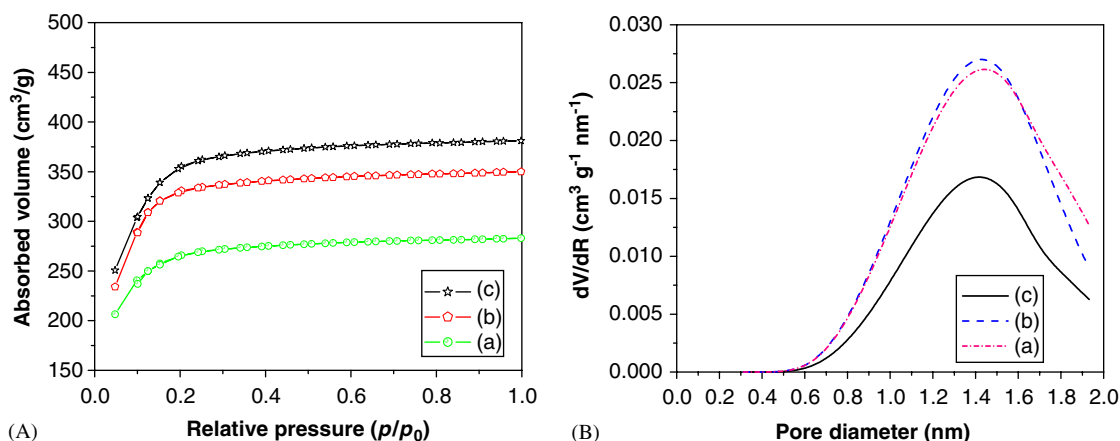 500
450
400
350
300
250
200
150
Absorbed volume (cm³/g)
0.0 0.2 0.4 0.6 0.8 1.0
Relative pressure (p/p₀)
(c)
(b)
(a)
(A)
0.030
0.025
0.020
0.015
0.010
0.005
0.000
dV/dR (cm³ g⁻¹ nm⁻¹)
0.0 0.2 0.4 0.6 0.8 1.0 1.2 1.4 1.6 1.8 2.0
Pore diameter (nm)
(c)
(b)
(a)
(B)